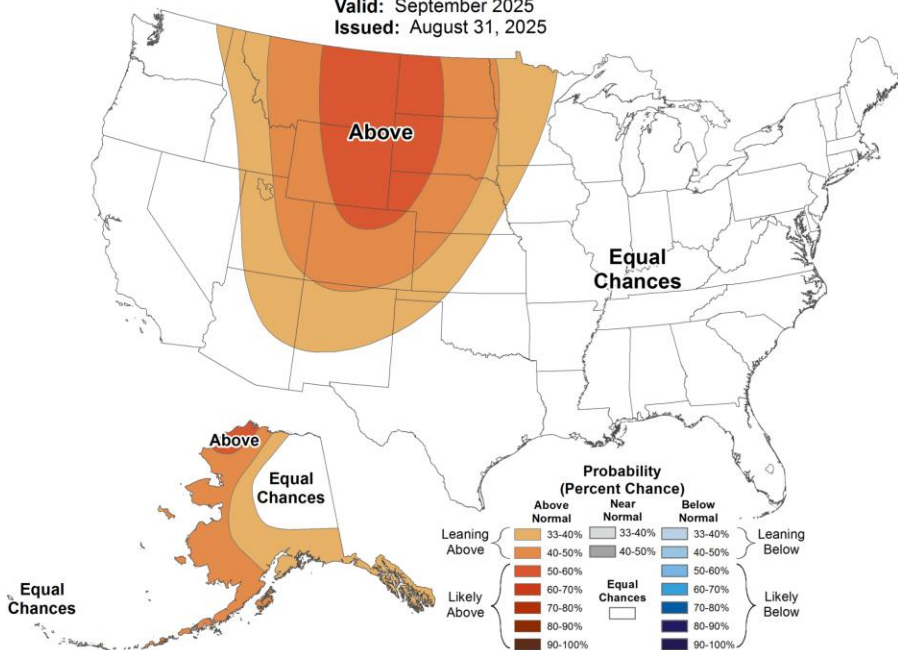 Valid: September 2025
Issued: August 31, 2025
Above
Equal
Chances
Above
Equal
Chances
Equal
Chances
Probability
(Percent Chance)
Above
Normal
Near
Normal
Below
Normal
Leaning
Above
33-40%
33-40%
33-40%
Leaning
Below
40-50%
40-50%
40-50%
Likely
Above
50-60%
50-60%
Likely
Below
60-70%
Equal
Chances
60-70%
70-80%
70-80%
80-90%
80-90%
90-100%
90-100%